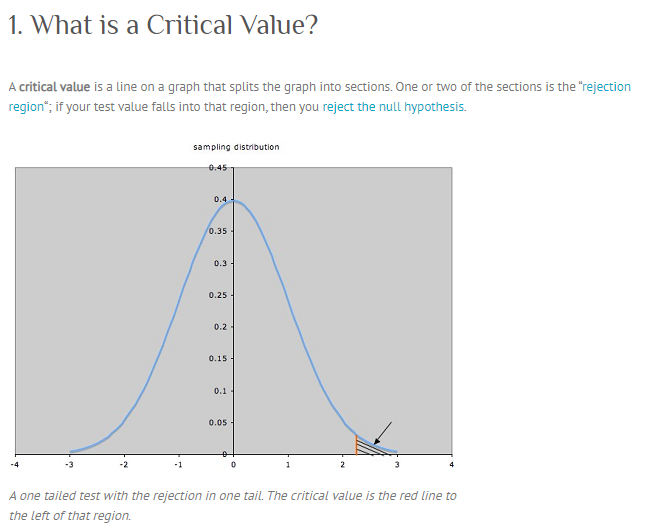 1. What is a Critical Value?
A critical value is a line on a graph that splits the graph into sections. One or two of the sections is the "rejection
region"; if your test value falls into that region, then you reject the null hypothesis.
sampling distribution
0.45
0.4
0.35
0.3
0.25
0.2
0.15
0.1
0.05
0
-4 -3 -2 -1 0 1 2 3 4
A one tailed test with the rejection in one tail. The critical value is the red line to
the left of that region.